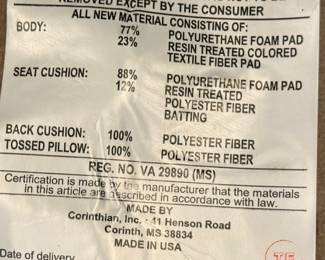 REMOVED EXCEPT BY THE CONSUMER
ALL NEW MATERIAL CONSISTING OF:
BODY: 77% POLYURETHANE FOAM PAD
23% RESIN TREATED COLORED
TEXTILE FIBER PAD
SEAT CUSHION: 88% POLYURETHANE FOAM PAD
12% RESIN TREATED
POLYESTER FIBER
BATTING
BACK CUSHION: 100% POLYESTER FIBER
TOSSED PILLOW: 100% POLYESTER FIBER
REG. NO. VA 29890 (MS)
Certification is made by the manufacturer that the materials
in this article are described in accordance with law.
MADE BY
Corinthian, Inc. · 41 Henson Road
Corinth, MS 38834
MADE IN USA
Date of delivery